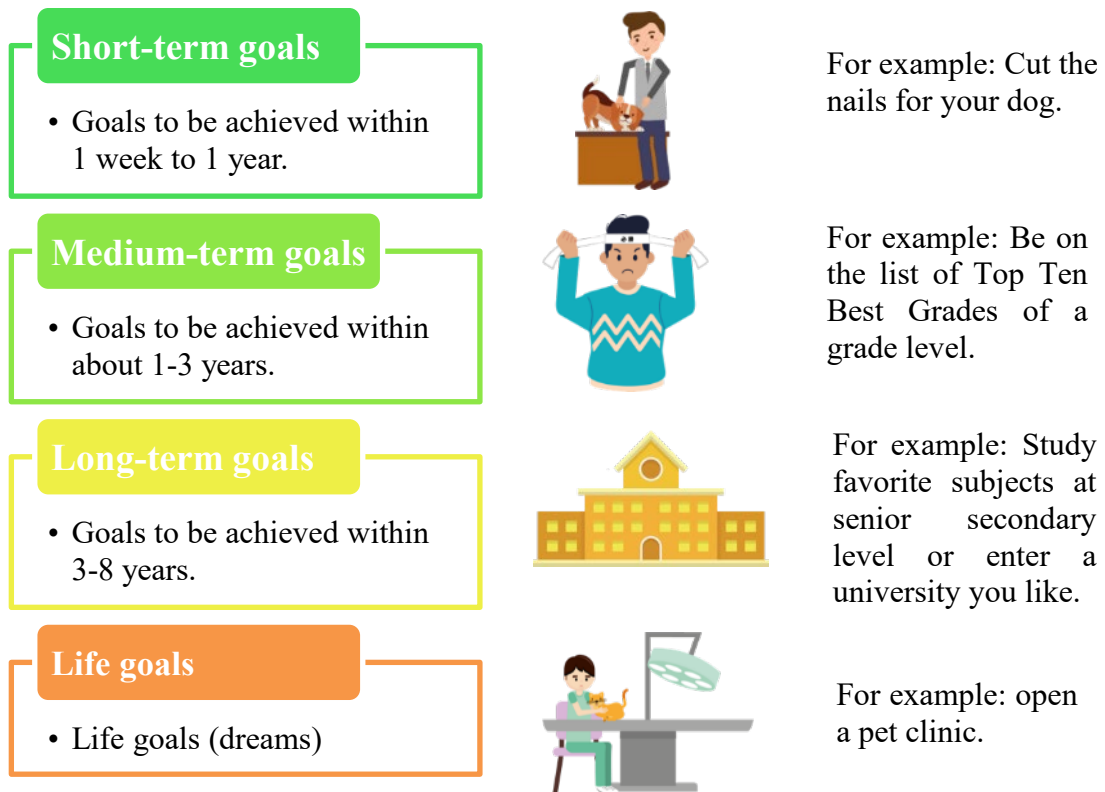 Short-term goals
• Goals to be achieved within
1 week to 1 year.
For example: Cut the
nails for your dog.
Medium-term goals
• Goals to be achieved within
about 1-3 years.
For example: Be on
the list of Top Ten
Best Grades of a
grade level.
Long-term goals
• Goals to be achieved within
3-8 years.
For example: Study
favorite subjects at
senior secondary
level or enter a
university you like.
Life goals
• Life goals (dreams)
For example: open
a pet clinic.